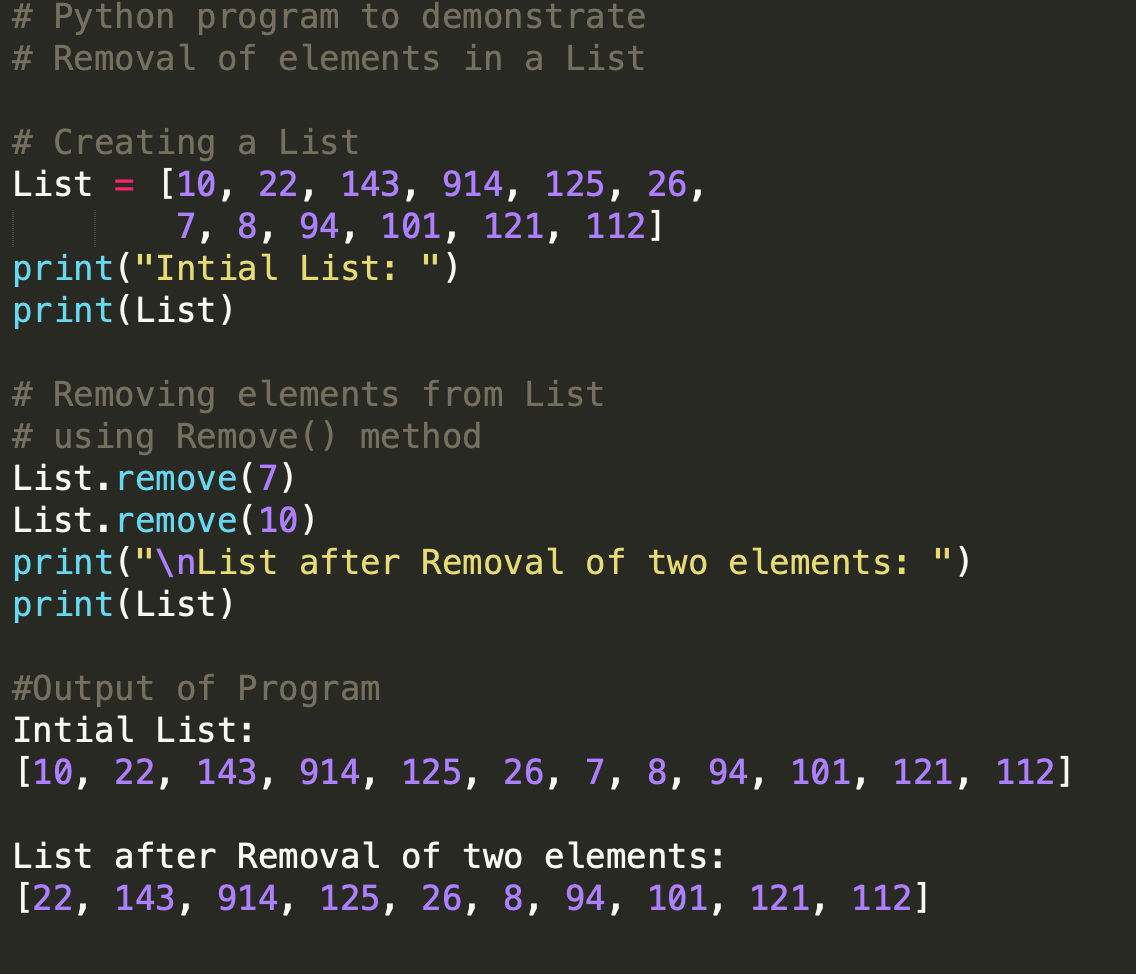 # Python program to demonstrate
# Removal of elements in a List
# Creating a List
List = [10, 22, 143, 914, 125, 26,
        7, 8, 94, 101, 121, 112]
print("Intial List: ")
print(List)
# Removing elements from List
# using Remove() method
List.remove(7)
List.remove(10)
print("\nList after Removal of two elements: ")
print(List)
#Output of Program
Intial List:
[10, 22, 143, 914, 125, 26, 7, 8, 94, 101, 121, 112]
List after Removal of two elements:
[22, 143, 914, 125, 26, 8, 94, 101, 121, 112]